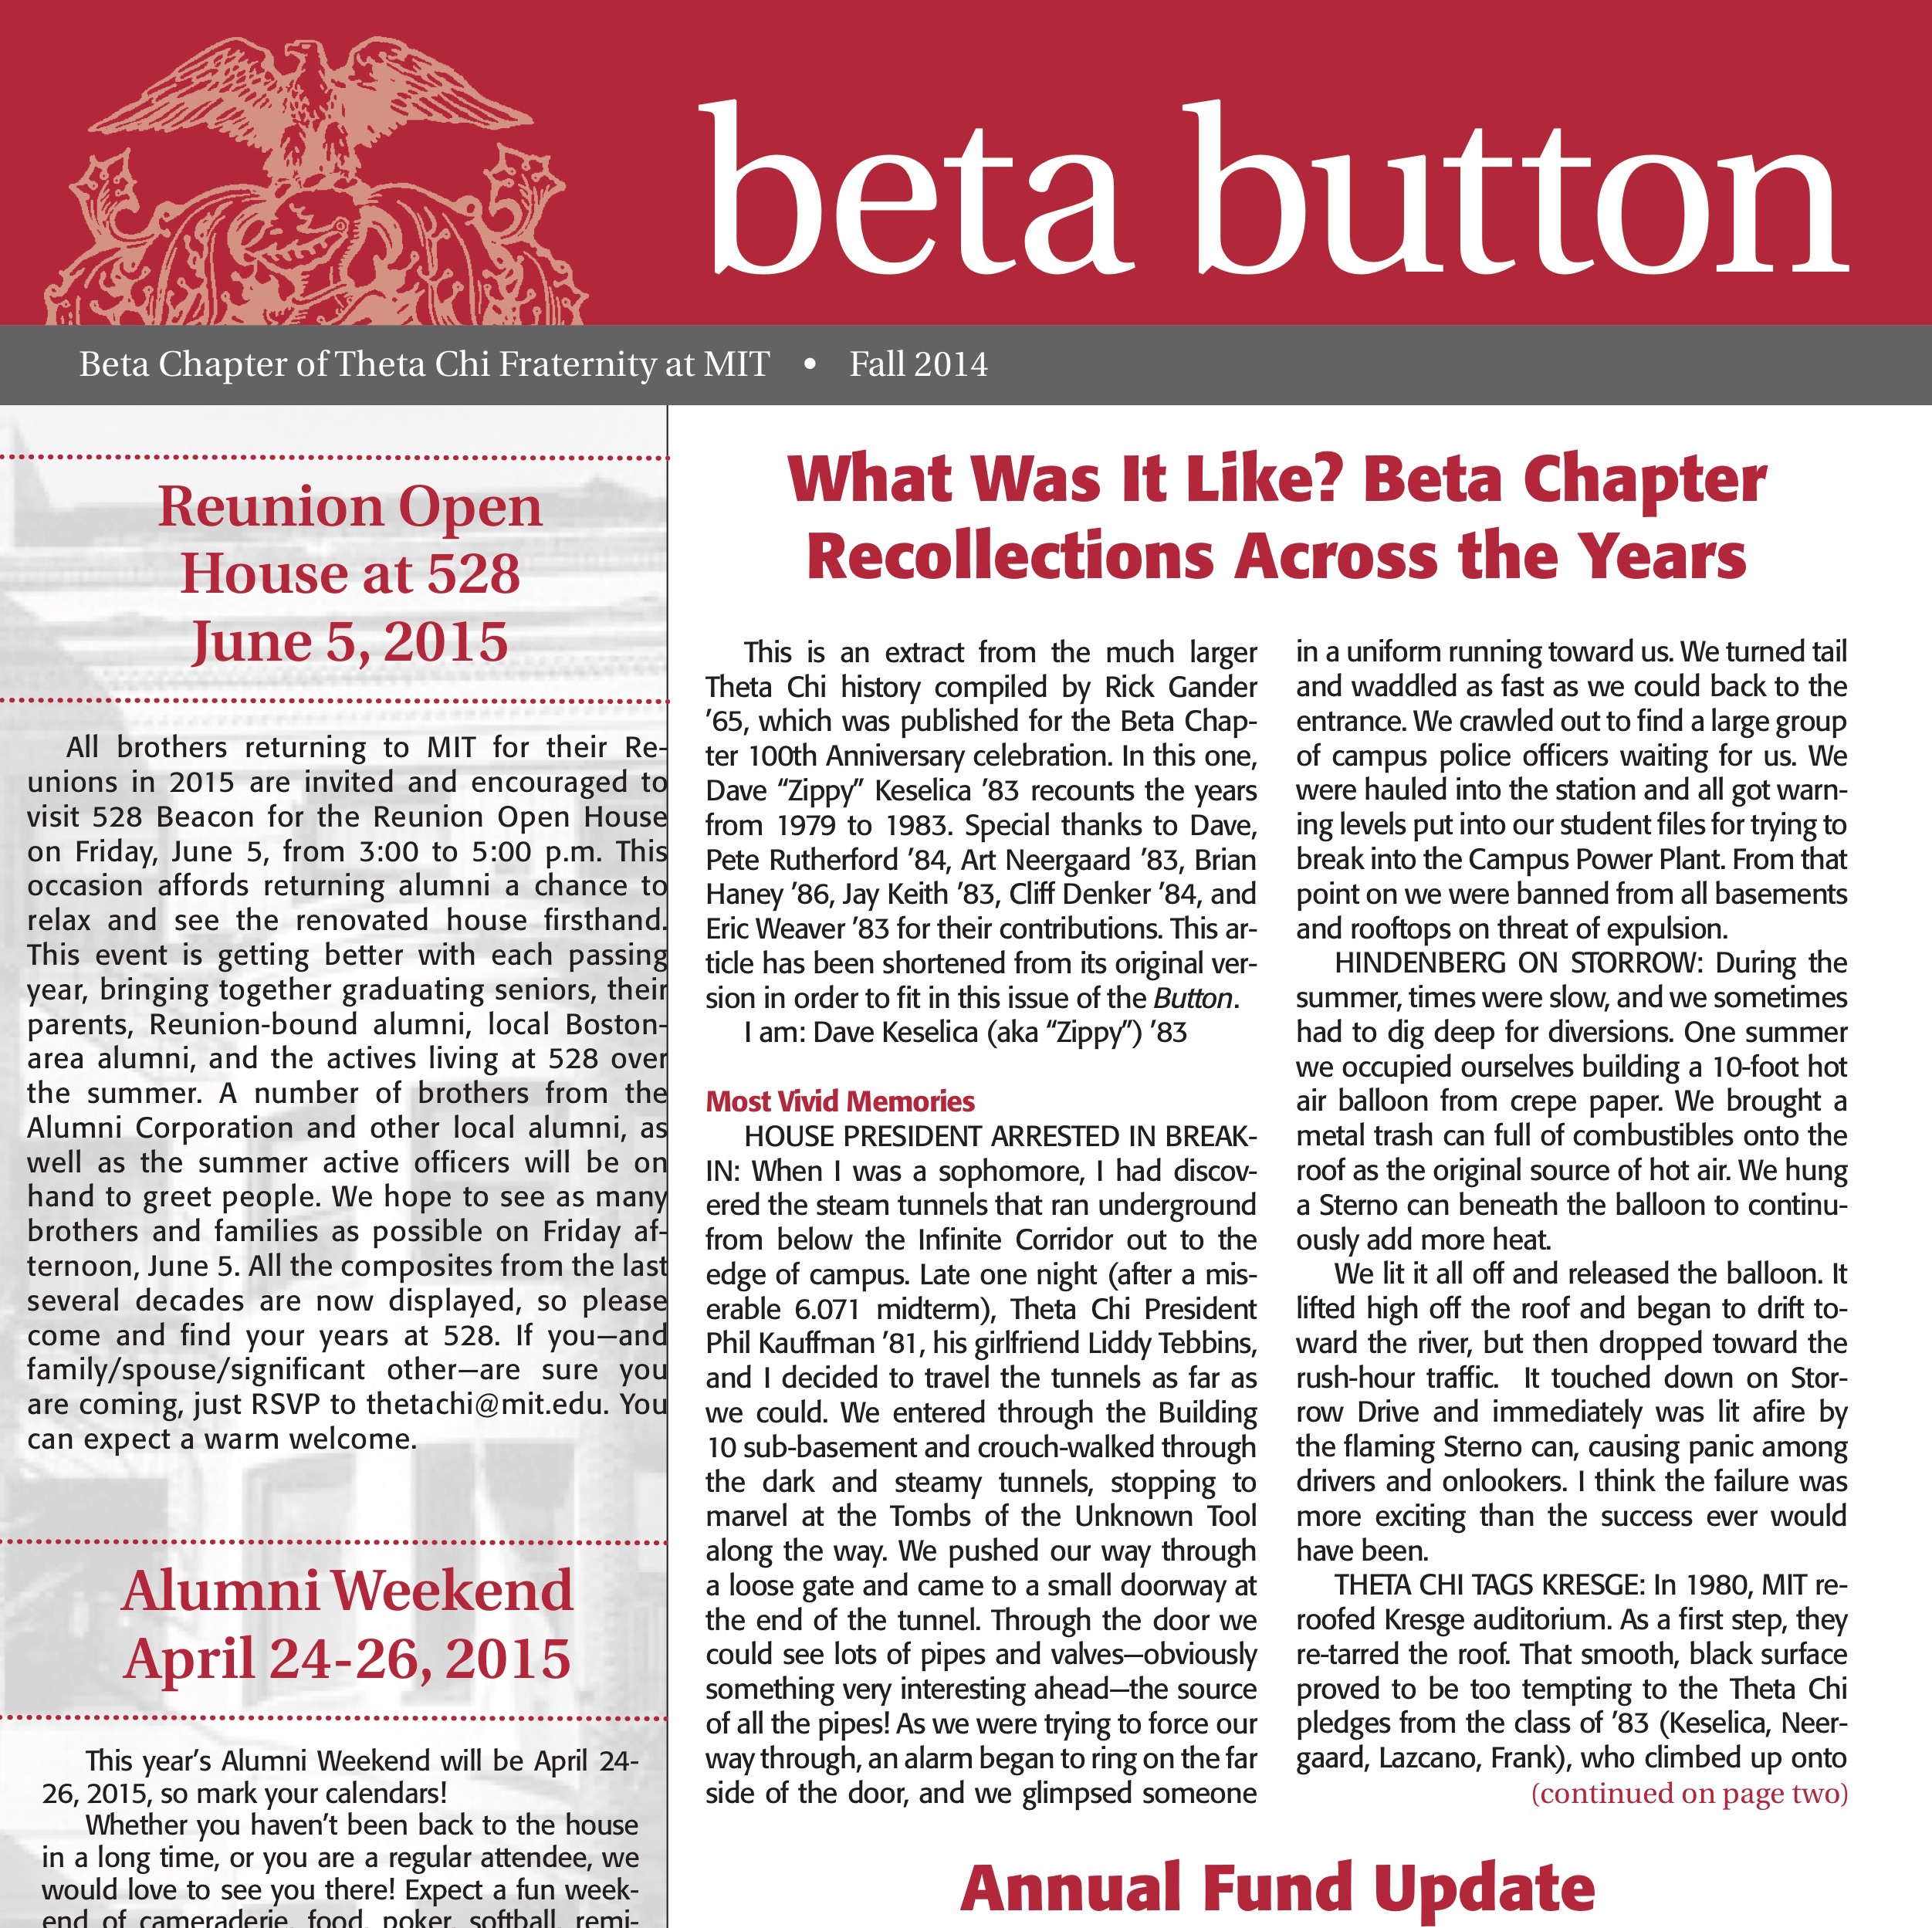 beta button
Beta Chapter of Theta Chi Fraternity at MIT • Fall 2014
Reunion Open
House at 528
June 5, 2015
All brothers returning to MIT for their Re-
unions in 2015 are invited and encouraged to
visit 528 Beacon for the Reunion Open House
on Friday, June 5, from 3:00 to 5:00 p.m. This
occasion affords returning alumni a chance to
relax and see the renovated house firsthand.
This event is getting better with each passing
year, bringing together graduating seniors, their
parents, Reunion-bound alumni, local Boston-
area alumni, and the actives living at 528 over
the summer. A number of brothers from the
Alumni Corporation and other local alumni, as
well as the summer active officers will be on
hand to greet people. We hope to see as many
brothers and families as possible on Friday af-
ternoon, June 5. All the composites from the last
several decades are now displayed, so please
come and find your years at 528. If you—and
family/spouse/significant other—are sure you
are coming, just RSVP to thetachi@mit.edu. You
can expect a warm welcome.
Alumni Weekend
April 24-26, 2015
This year's Alumni Weekend will be April 24-
26, 2015, so mark your calendars!
Whether you haven't been back to the house
in a long time, or you are a regular attendee, we
would love to see you there! Expect a fun week-
end of cameraderie, food, poker, softball, remi-
What Was It Like? Beta Chapter
Recollections Across the Years
This is an extract from the much larger
Theta Chi history compiled by Rick Gander
'65, which was published for the Beta Chap-
ter 100th Anniversary celebration. In this one,
Dave “Zippy” Keselica '83 recounts the years
from 1979 to 1983. Special thanks to Dave,
Pete Rutherford '84, Art Neergaard '83, Brian
Haney '86, Jay Keith '83, Cliff Denker '84, and
Eric Weaver '83 for their contributions. This ar-
ticle has been shortened from its original ver-
sion in order to fit in this issue of the Button.
I am: Dave Keselica (aka “Zippy”) '83
Most Vivid Memories
HOUSE PRESIDENT ARRESTED IN BREAK-
IN: When I was a sophomore, I had discov-
ered the steam tunnels that ran underground
from below the Infinite Corridor out to the
edge of campus. Late one night (after a mis-
erable 6.071 midterm), Theta Chi President
Phil Kauffman '81, his girlfriend Liddy Tebbins,
and I decided to travel the tunnels as far as
we could. We entered through the Building
10 sub-basement and crouch-walked through
the dark and steamy tunnels, stopping to
marvel at the Tombs of the Unknown Tool
along the way. We pushed our way through
a loose gate and came to a small doorway at
the end of the tunnel. Through the door we
could see lots of pipes and valves—obviously
something very interesting ahead—the source
of all the pipes! As we were trying to force our
way through, an alarm began to ring on the far
side of the door, and we glimpsed someone
in a uniform running toward us. We turned tail
and waddled as fast as we could back to the
entrance. We crawled out to find a large group
of campus police officers waiting for us. We
were hauled into the station and all got warn-
ing levels put into our student files for trying to
break into the Campus Power Plant. From that
point on we were banned from all basements
and rooftops on threat of expulsion.
HINDENBERG ON STORROW: During the
summer, times were slow, and we sometimes
had to dig deep for diversions. One summer
we occupied ourselves building a 10-foot hot
air balloon from crepe paper. We brought a
metal trash can full of combustibles onto the
roof as the original source of hot air. We hung
a Sterno can beneath the balloon to continu-
ously add more heat.
We lit it all off and released the balloon. It
lifted high off the roof and began to drift to-
ward the river, but then dropped toward the
rush-hour traffic. It touched down on Stor-
row Drive and immediately was lit afire by
the flaming Sterno can, causing panic among
drivers and onlookers. I think the failure was
more exciting than the success ever would
have been.
THETA CHI TAGS KRESGE: In 1980, MIT re-
roofed Kresge auditorium. As a first step, they
re-tarred the roof. That smooth, black surface
proved to be too tempting to the Theta Chi
pledges from the class of '83 (Keselica, Neer-
gaard, Lazcano, Frank), who climbed up onto
(continued on page two)
Annual Fund Update